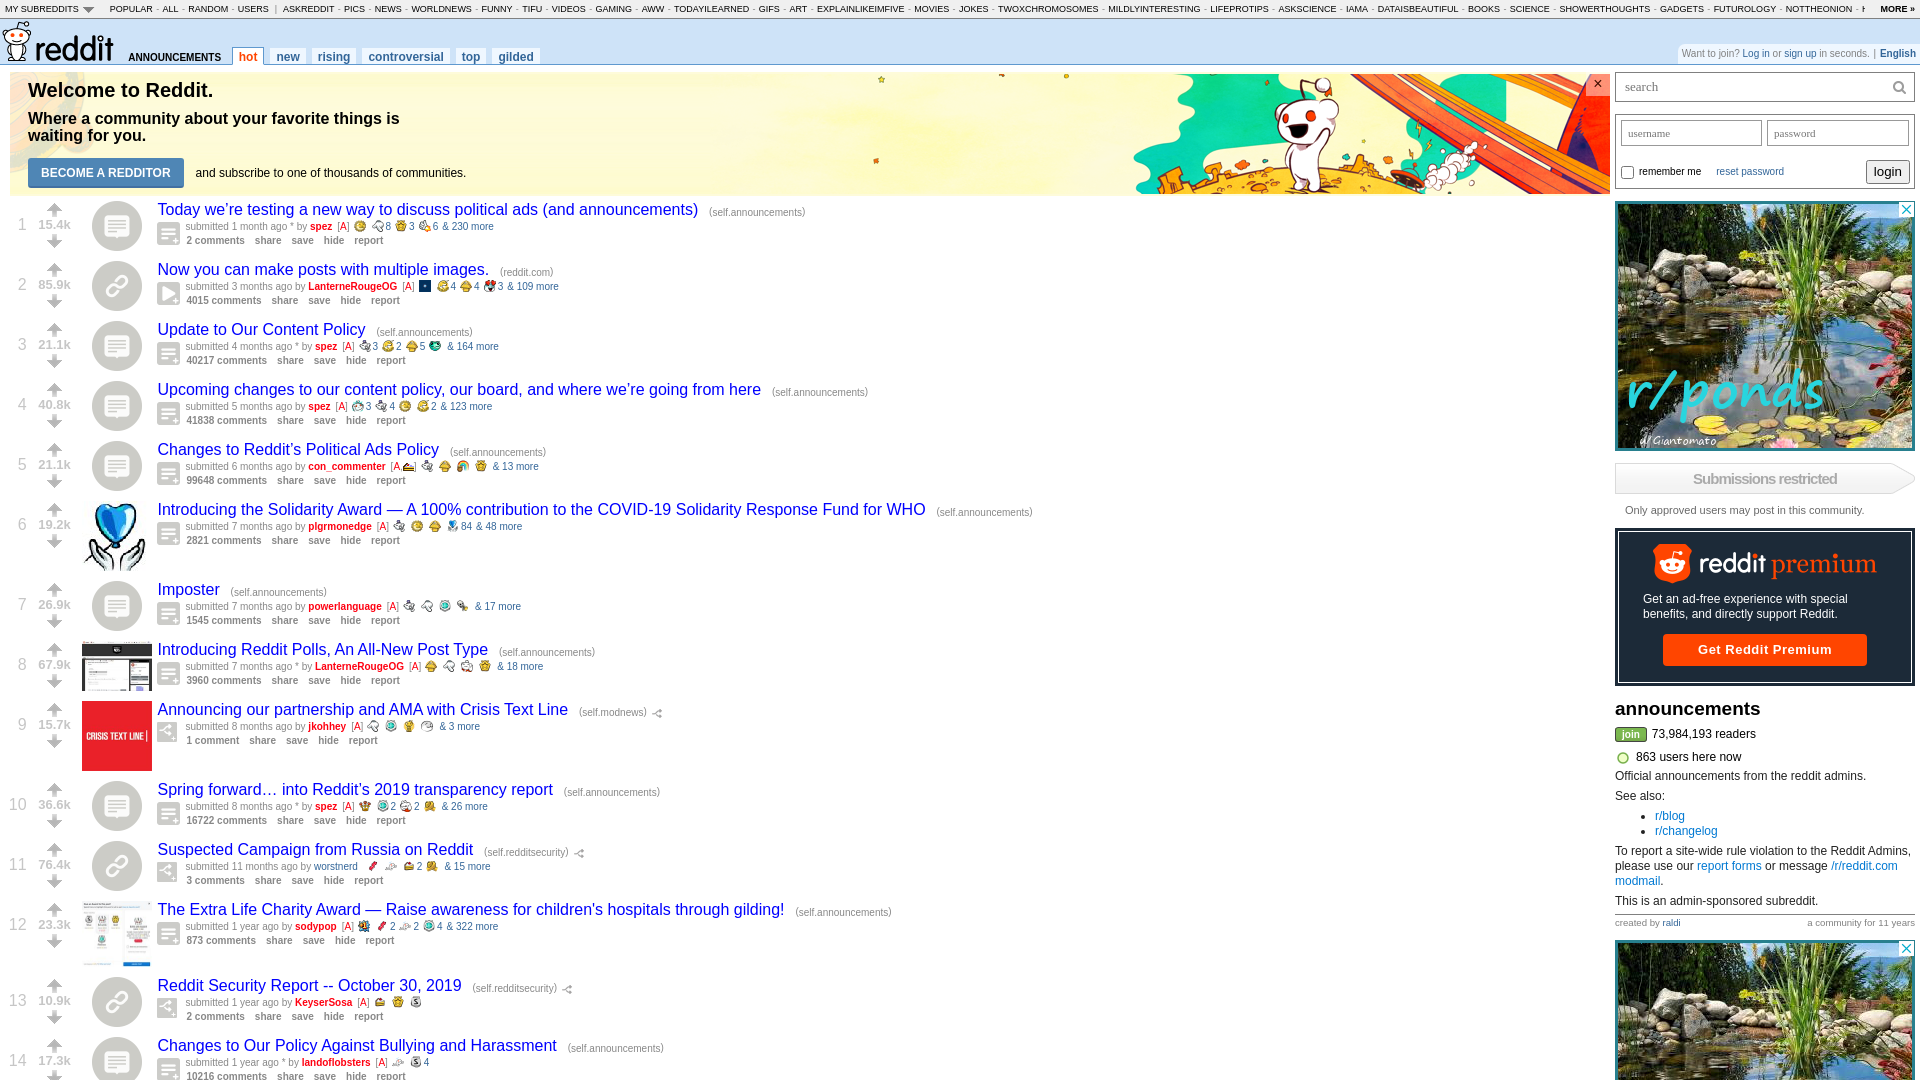 MY SUBREDDITS POPULAR - ALL - RANDOM - USERS | ASKREDDIT - PICS - NEWS - WORLDNEWS - FUNNY - TIFU - VIDEOS - GAMING - AWW - TODAYILEARNED - GIFS - ART - EXPLAINLIKEIMFIVE - MOVIES - JOKES - TWOXCHROMOSOMES - MILDLYINTERESTING - LIFEPROTIPS - ASKSCIENCE - IAMA - DATAISBEAUTIFUL - BOOKS - SCIENCE - SHOWERTHOUGHTS - GADGETS - FUTUROLOGY - NOTTHEONION - MORE »
reddit ANNOUNCEMENTS hot new rising controversial top gilded
Want to join? Log in or sign up in seconds. | English
Welcome to Reddit.
Where a community about your favorite things is
waiting for you.
BECOME A REDDITOR and subscribe to one of thousands of communities.
×
1
15.4k
Today we’re testing a new way to discuss political ads (and announcements) (self.announcements)
submitted 1 month ago * by spez [A] 8 3 6 & 230 more
2 comments share save hide report
2
85.9k
Now you can make posts with multiple images. (reddit.com)
submitted 3 months ago by LanterneRougeOG [A] 4 4 3 & 109 more
4015 comments share save hide report
3
21.1k
Update to Our Content Policy (self.announcements)
submitted 4 months ago * by spez [A] 3 2 5 & 164 more
40217 comments share save hide report
4
40.8k
Upcoming changes to our content policy, our board, and where we’re going from here (self.announcements)
submitted 5 months ago by spez [A] 3 4 2 & 123 more
41838 comments share save hide report
5
21.1k
Changes to Reddit’s Political Ads Policy (self.announcements)
submitted 6 months ago by con_commenter [A, ] & 13 more
99648 comments share save hide report
6
19.2k
Introducing the Solidarity Award — A 100% contribution to the COVID-19 Solidarity Response Fund for WHO (self.announcements)
submitted 7 months ago by plgrmonedge [A] 84 & 48 more
2821 comments share save hide report
7
26.9k
Imposter (self.announcements)
submitted 7 months ago by powerlanguage [A] & 17 more
1545 comments share save hide report
8
67.9k
Introducing Reddit Polls, An All-New Post Type (self.announcements)
submitted 7 months ago * by LanterneRougeOG [A] & 18 more
3960 comments share save hide report
9
15.7k
CRISIS TEXT LINE |
Announcing our partnership and AMA with Crisis Text Line (self.modnews)
submitted 8 months ago by jkohhey [A] & 3 more
1 comment share save hide report
10
36.6k
Spring forward… into Reddit’s 2019 transparency report (self.announcements)
submitted 8 months ago * by spez [A] 2 2 & 26 more
16722 comments share save hide report
11
76.4k
Suspected Campaign from Russia on Reddit (self.redditsecurity)
submitted 11 months ago by worstnerd 2 & 15 more
3 comments share save hide report
12
23.3k
The Extra Life Charity Award — Raise awareness for children's hospitals through gilding! (self.announcements)
submitted 1 year ago by sodypop [A] 2 2 4 & 322 more
873 comments share save hide report
13
10.9k
Reddit Security Report -- October 30, 2019 (self.redditsecurity)
submitted 1 year ago by KeyserSosa [A]
2 comments share save hide report
14
17.3k
Changes to Our Policy Against Bullying and Harassment (self.announcements)
submitted 1 year ago * by landoflobsters [A] 4
10216 comments share save hide report
search
username password
remember me reset password login
r/ponds
u/Giantomato
Submissions restricted
Only approved users may post in this community.
reddit premium
Get an ad-free experience with special
benefits, and directly support Reddit.
Get Reddit Premium
announcements
join 73,984,193 readers
863 users here now
Official announcements from the reddit admins.
See also:
• r/blog
• r/changelog
To report a site-wide rule violation to the Reddit Admins,
please use our report forms or message /r/reddit.com
modmail.
This is an admin-sponsored subreddit.
created by raldi a community for 11 years